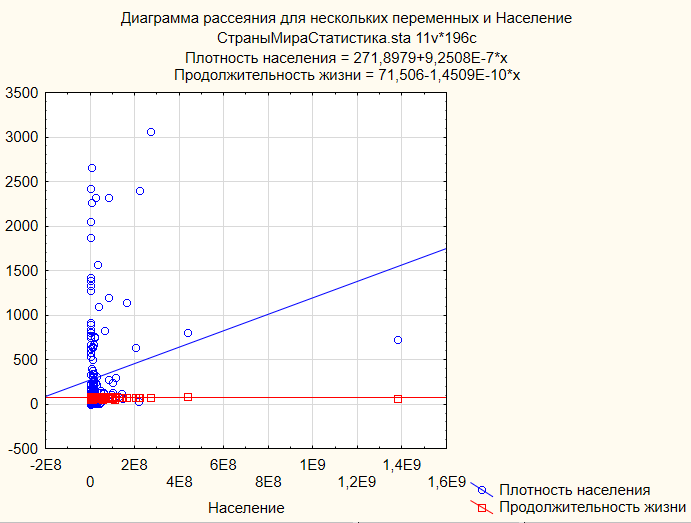 Диаграмма рассеяния для нескольких переменных и Население
СтраныМираСтатистика.sta 11v*196c
Плотность населения = 271,8979+9,2508E-7*x
Продолжительность жизни = 71,506-1,4509E-10*x
3500
3000
2500
2000
1500
1000
500
0
-500
-2E8 2E8 6E8 1E9 1,4E9
0 4E8 8E8 1,2E9 1,6E9
Население
Плотность населения
Продолжительность жизни